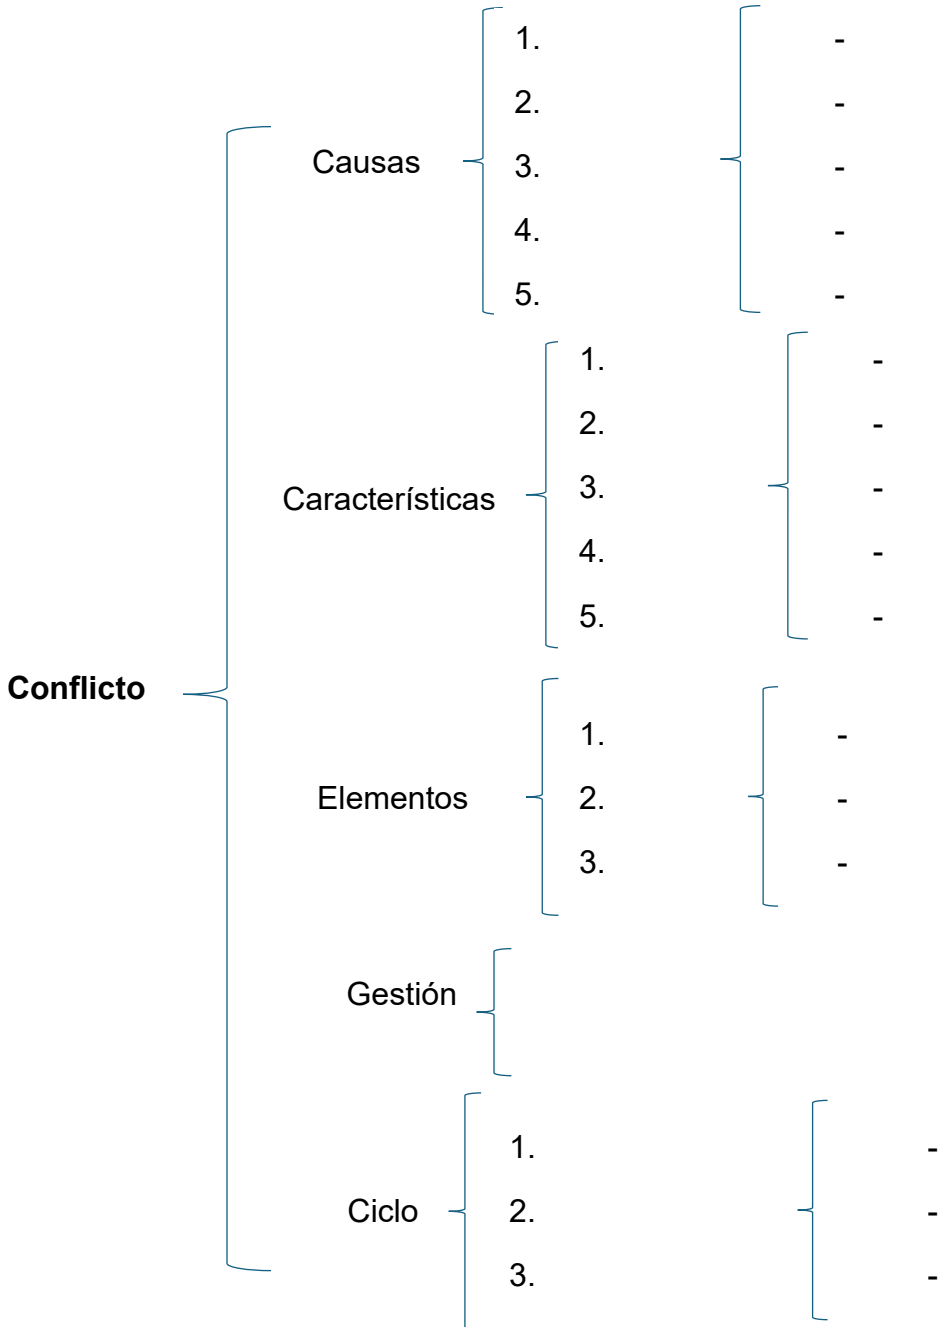 1. -
2. -
Causas 3. -
4. -
5. -
1. -
2. -
Características 3. -
4. -
5. -
Conflicto
1. -
Elementos 2. -
3. -
Gestión
1. -
Ciclo 2. -
3. -